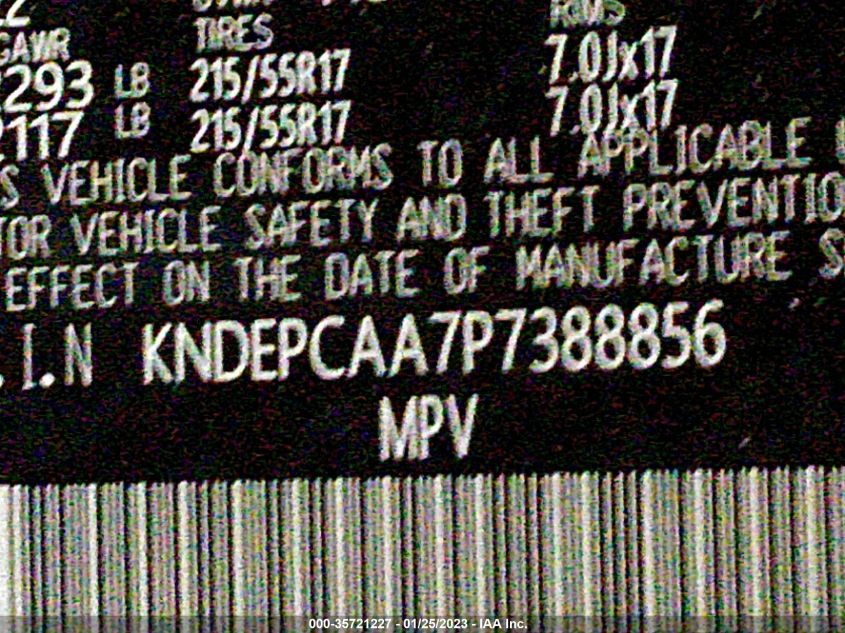 GAWR TIRES RIMS
293 LB 215/55R17 7.0Jx17
117 LB 215/55R17 7.0Jx17
S VEHICLE CONFORMS TO ALL APPLICABLE
OR VEHICLE SAFETY AND THEFT PREVENTIO
EFFECT ON THE DATE OF MANUFACTURE S
.I.N KNDEPCAA7P7388856
MPV
000-35721227 - 01/25/2023 - IAA Inc.